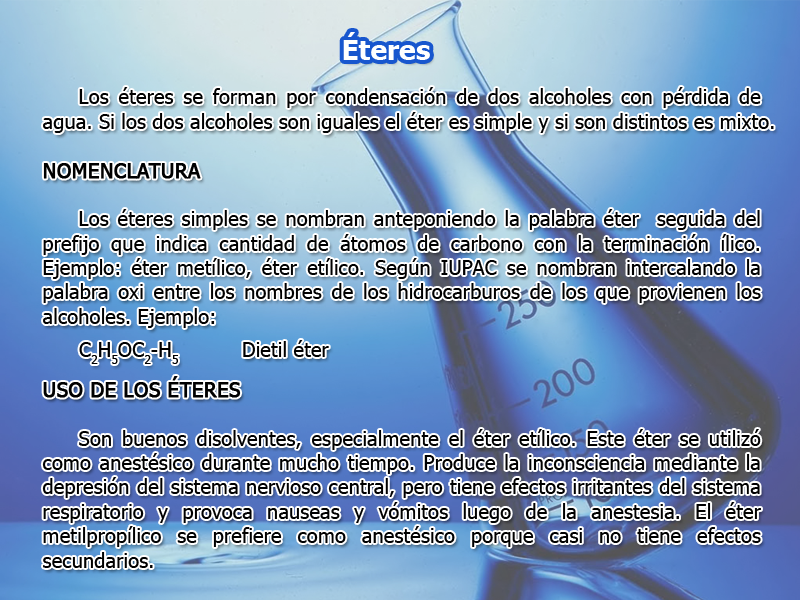 Éteres
Los éteres se forman por condensación de dos alcoholes con pérdida de
agua. Si los dos alcoholes son iguales el éter es simple y si son distintos es mixto.
NOMENCLATURA
Los éteres simples se nombran anteponiendo la palabra éter seguida del
prefijo que indica cantidad de átomos de carbono con la terminación ílico.
Ejemplo: éter metílico, éter etílico. Según IUPAC se nombran intercalando la
palabra oxi entre los nombres de los hidrocarburos de los que provienen los
alcoholes. Ejemplo:
C₂H₅OC₂-H₅ Dietil éter
USO DE LOS ÉTERES
Son buenos disolventes, especialmente el éter etílico. Este éter se utilizó
como anestésico durante mucho tiempo. Produce la inconsciencia mediante la
depresión del sistema nervioso central, pero tiene efectos irritantes del sistema
respiratorio y provoca nauseas y vómitos luego de la anestesia. El éter
metilpropílico se prefiere como anestésico porque casi no tiene efectos
secundarios.
250
200